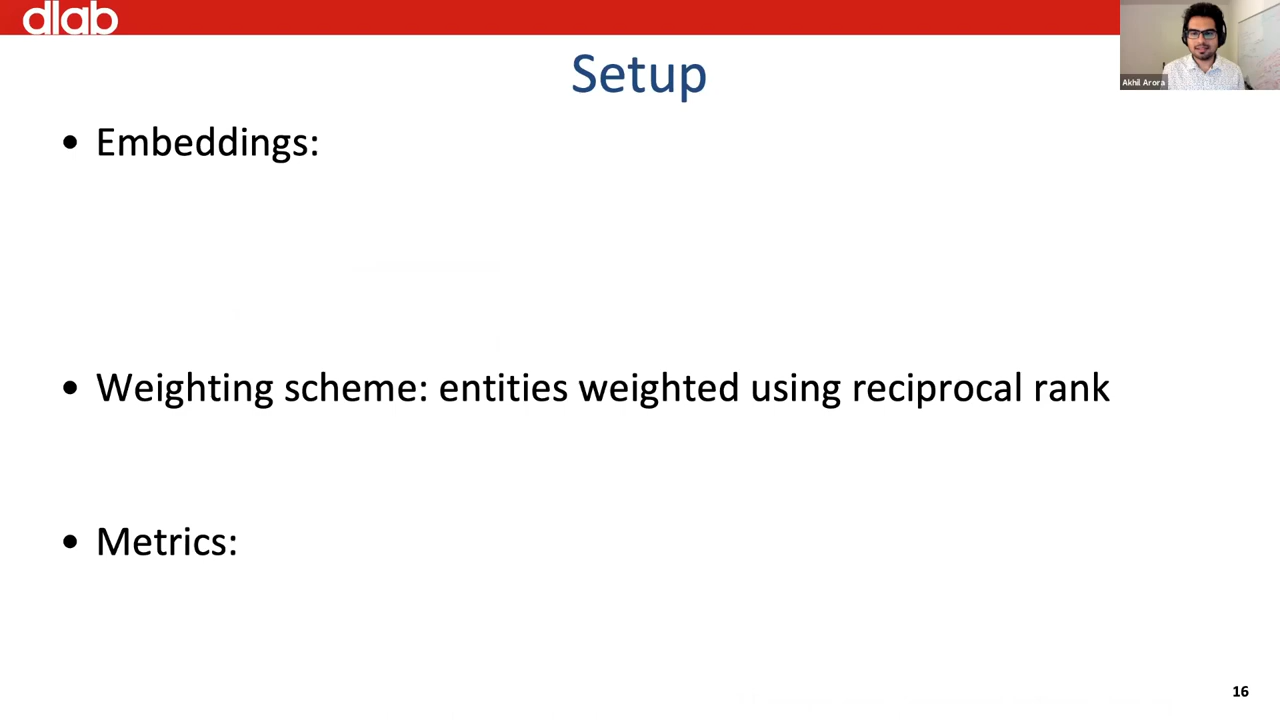 dlab
Akhil Arora
Setup
• Embeddings:
• Weighting scheme: entities weighted using reciprocal rank
• Metrics:
16